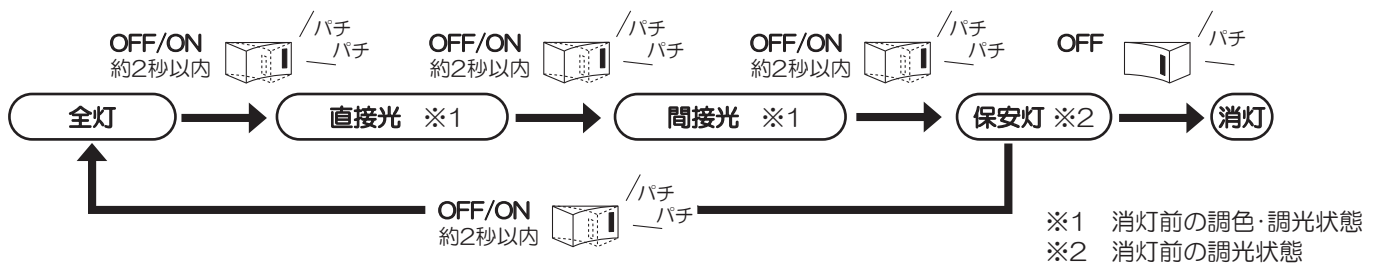 OFF/ON
約2秒以内
パチ
パチ
OFF/ON
約2秒以内
パチ
パチ
OFF/ON
約2秒以内
パチ
パチ
OFF
パチ
全灯
直接光 ※1
間接光 ※1
保安灯 ※2
消灯
OFF/ON
約2秒以内
パチ
パチ
※1 消灯前の調色・調光状態
※2 消灯前の調光状態